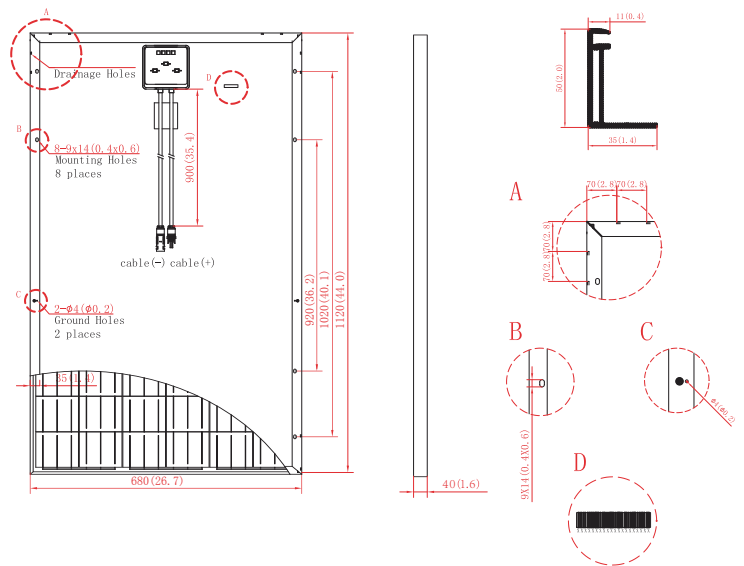 A
Drainage Holes
B
8-9x14(0.4x0.6)
Mounting Holes
8 places
900(35.4)
D
cable(-) cable(+)
C
2-ϕ4(ϕ0.2)
Ground Holes
2 places
35(1.4)
920(36.2)
1020(40.1)
1120(44.0)
680(26.7)
40(1.6)
11(0.4)
50(2.0)
35(1.4)
A
70(2.8)
70(2.8)
70(2.8)
70(2.8)
B
9X14(0.4X0.6)
C
ϕ4(ϕ0.2)
D